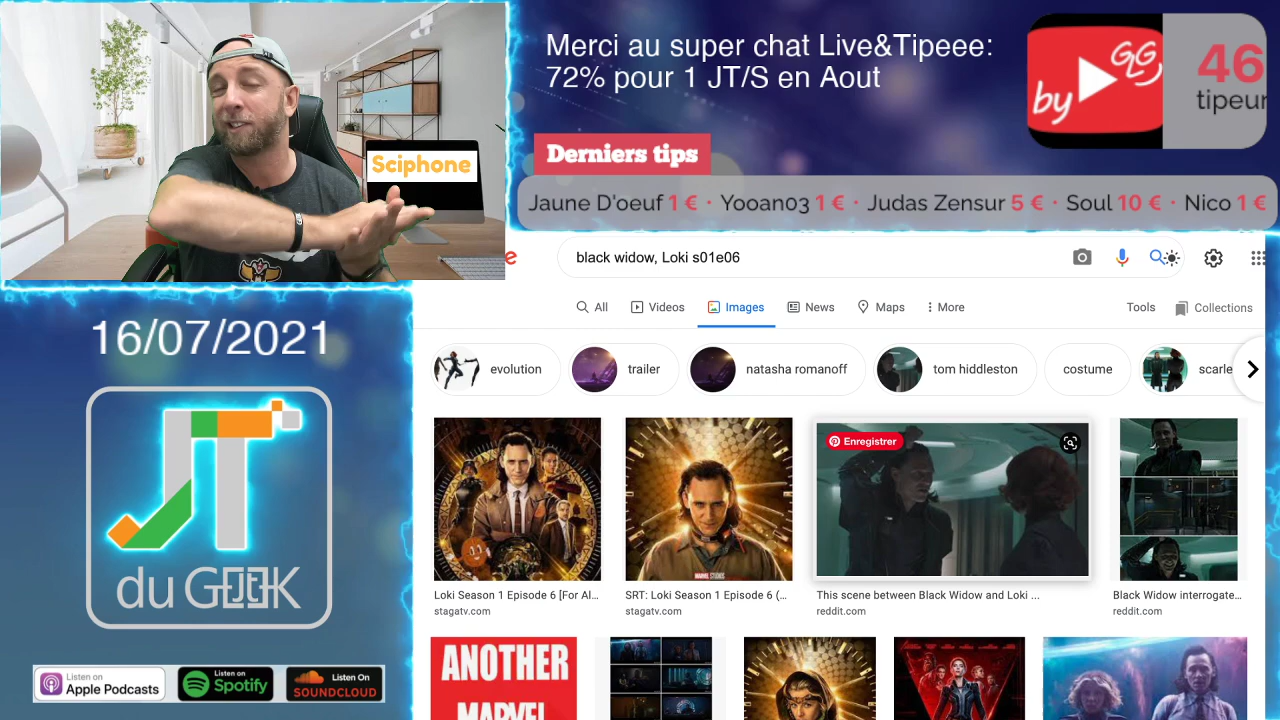 Sciphone
Merci au super chat Live&Tipeee:
72% pour 1 JT/S en Aout
by GLG
46
tipeur
Derniers tips
Jaune D'oeuf 1 € · Yooan03 1 € · Judas Zensur 5 € · Soul 10 € · Nico 1 €
e
black widow, Loki s01e06
All
Videos
Images
News
Maps
More
Tools
Collections
evolution
trailer
natasha romanoff
tom hiddleston
costume
scarle
Enregistrer
MARVEL STUDIOS
Loki Season 1 Episode 6 [For Al...
stagatv.com
SRT: Loki Season 1 Episode 6 (...
stagatv.com
This scene between Black Widow and Loki ...
reddit.com
Black Widow interrogate...
reddit.com
ANOTHER
MARVEL
16/07/2021
JT
du GEEK
Listen on
Apple Podcasts
Listen on
Spotify
Listen On
SOUNDCLOUD